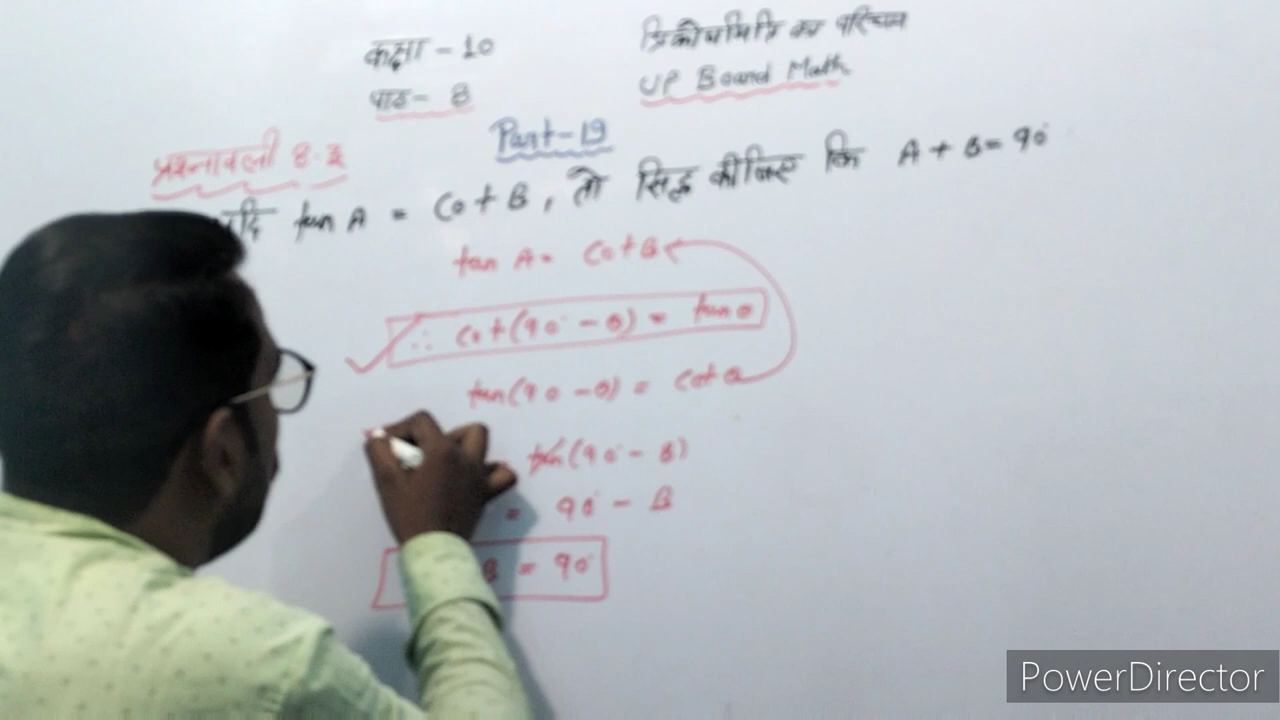 कक्षा - 10
पाठ - 8
त्रिकोणमिति का परिचय
UP Board Math
Part-19
प्रश्नावली 8.3
यदि tan A = Cot B, तो सिद्ध कीजिए कि A + B = 90°
tan A = Cot B
∴ Cot(90° - θ) = tan θ
tan(90 - θ) = Cot θ
tan(90° - B)
= 90° - B
B = 90°
PowerDirector